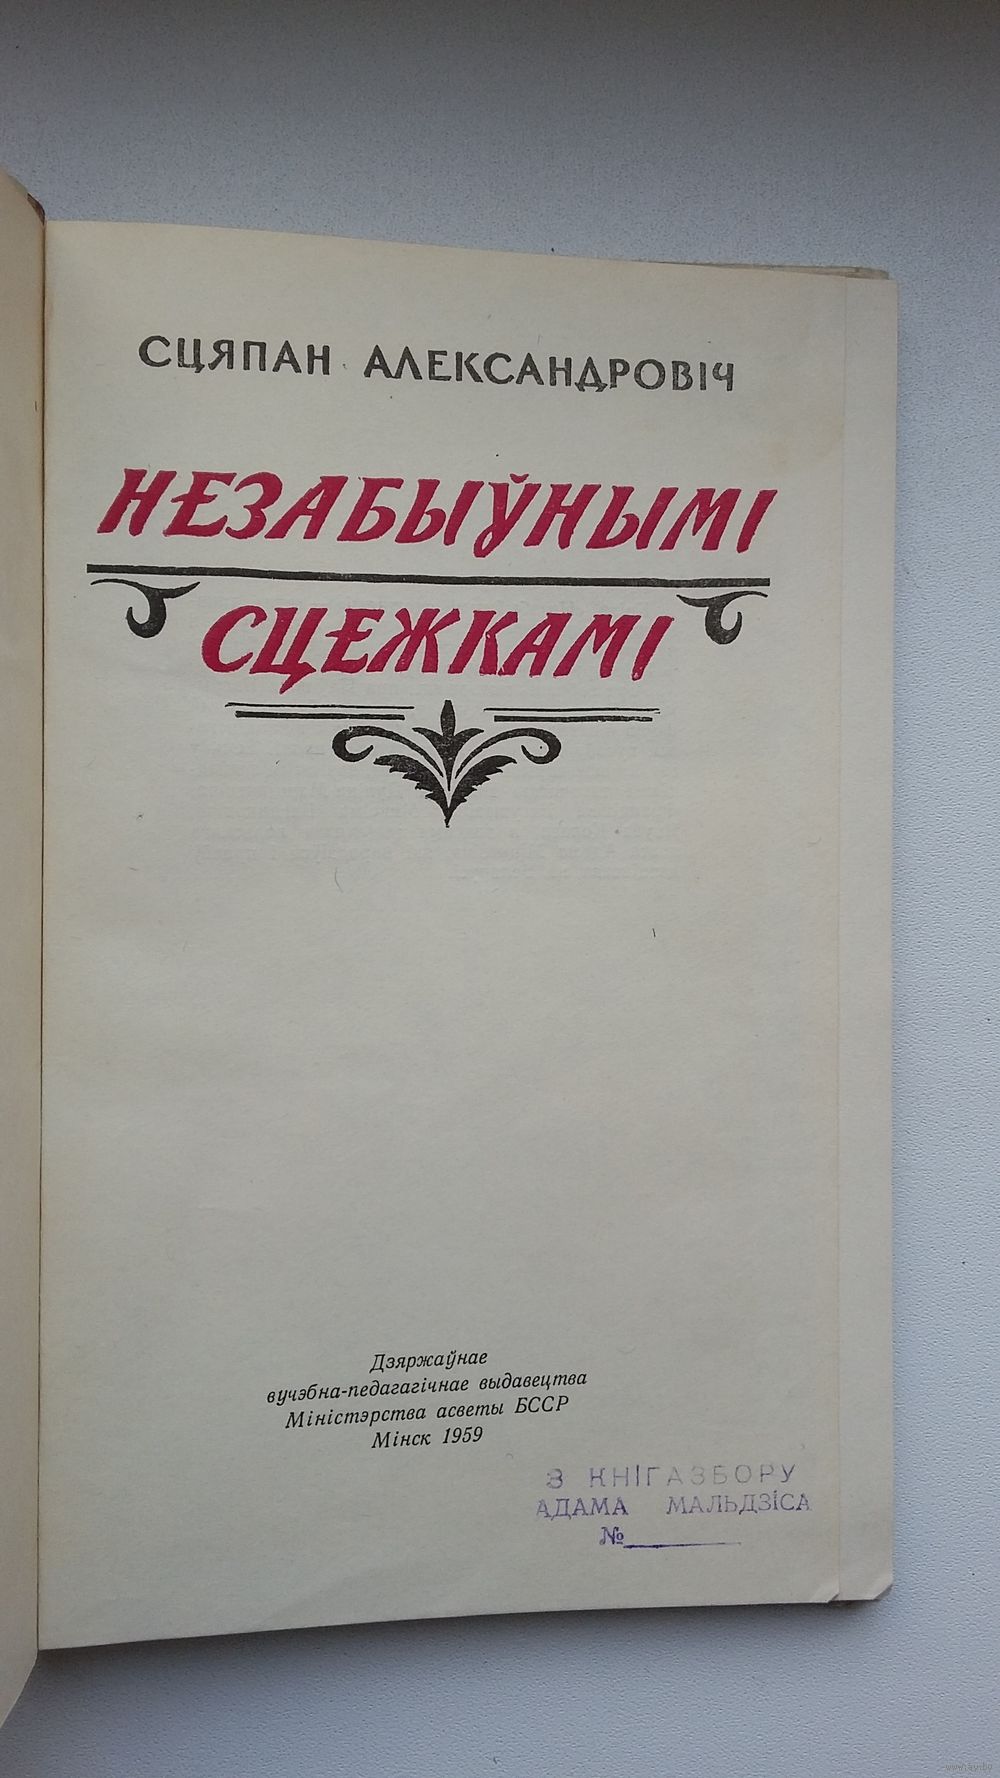 СЦЯПАН АЛЕКСАНДРОВІЧ
НЕЗАБЫЎНЫМІ
СЦЕЖКАМІ
Дзяржаўнае
вучэбна-педагагічнае выдавецтва
Міністэрства асветы БССР
Мінск 1959
З КНІГАЗБОРУ
АДАМА МАЛЬДЗІСА
№